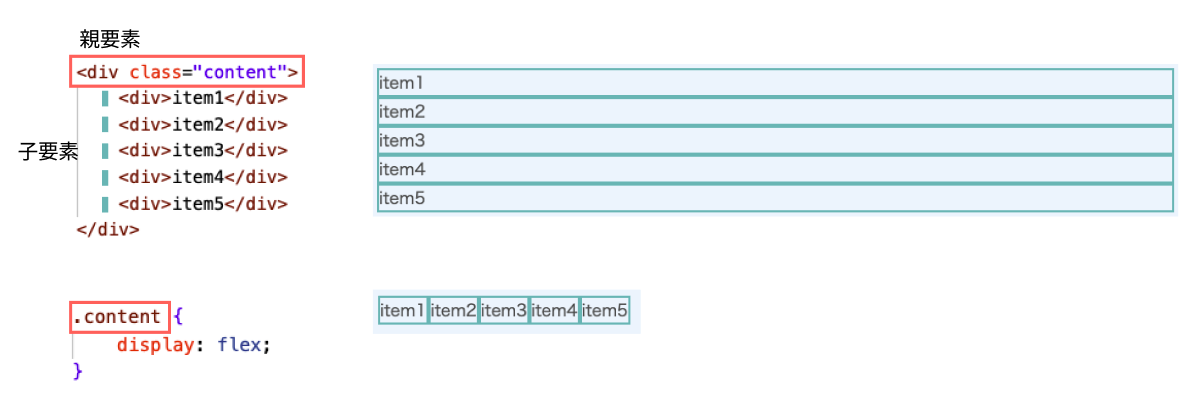 親要素
<div class="content">
<div>item1</div>
<div>item2</div>
子要素
<div>item3</div>
<div>item4</div>
<div>item5</div>
</div>
item1
item2
item3
item4
item5
.content {
display: flex;
}
item1 item2 item3 item4 item5